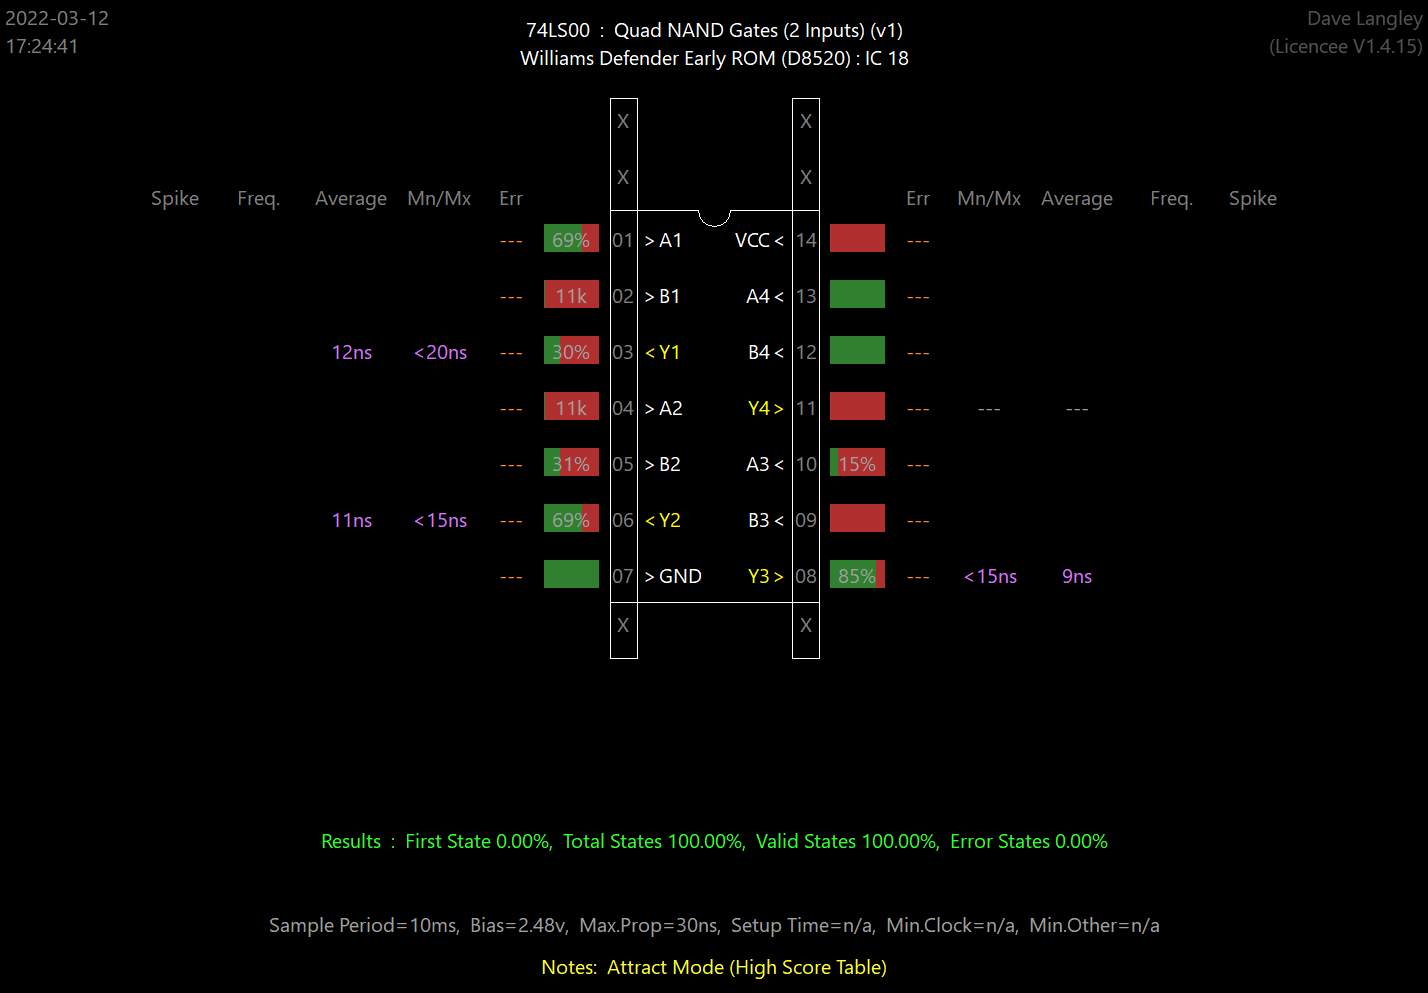 2022-03-12
17:24:41
74LS00 : Quad NAND Gates (2 Inputs) (v1)
Williams Defender Early ROM (D8520) : IC 18
Dave Langley
(Licencee V1.4.15)
X X
X X
Spike Freq. Average Mn/Mx Err Err Mn/Mx Average Freq. Spike
--- 69% 01 > A1 VCC < 14 ---
--- 11k 02 > B1 A4 < 13 ---
12ns <20ns --- 30% 03 < Y1 B4 < 12 ---
--- 11k 04 > A2 Y4 > 11 --- --- ---
--- 31% 05 > B2 A3 < 10 15% ---
11ns <15ns --- 69% 06 < Y2 B3 < 09 ---
--- 07 > GND Y3 > 08 85% --- <15ns 9ns
X X
Results : First State 0.00%, Total States 100.00%, Valid States 100.00%, Error States 0.00%
Sample Period=10ms, Bias=2.48v, Max.Prop=30ns, Setup Time=n/a, Min.Clock=n/a, Min.Other=n/a
Notes: Attract Mode (High Score Table)